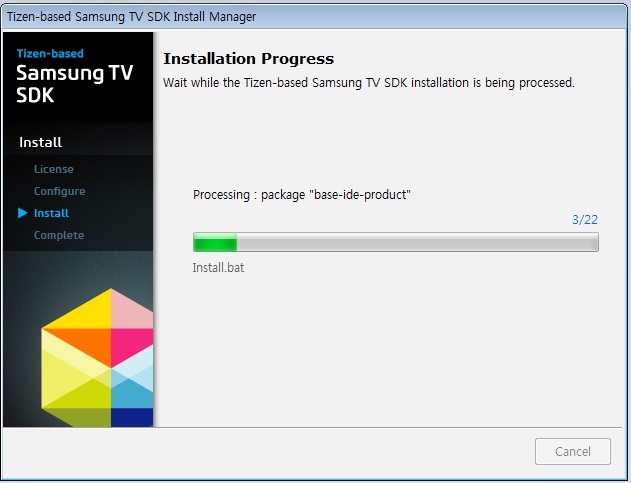 Tizen-based Samsung TV SDK Install Manager
Tizen-based
Samsung TV
SDK
Install
License
Configure
Install
Complete
Installation Progress
Wait while the Tizen-based Samsung TV SDK installation is being processed.
Processing : package "base-ide-product"
3/22
Install.bat
Cancel